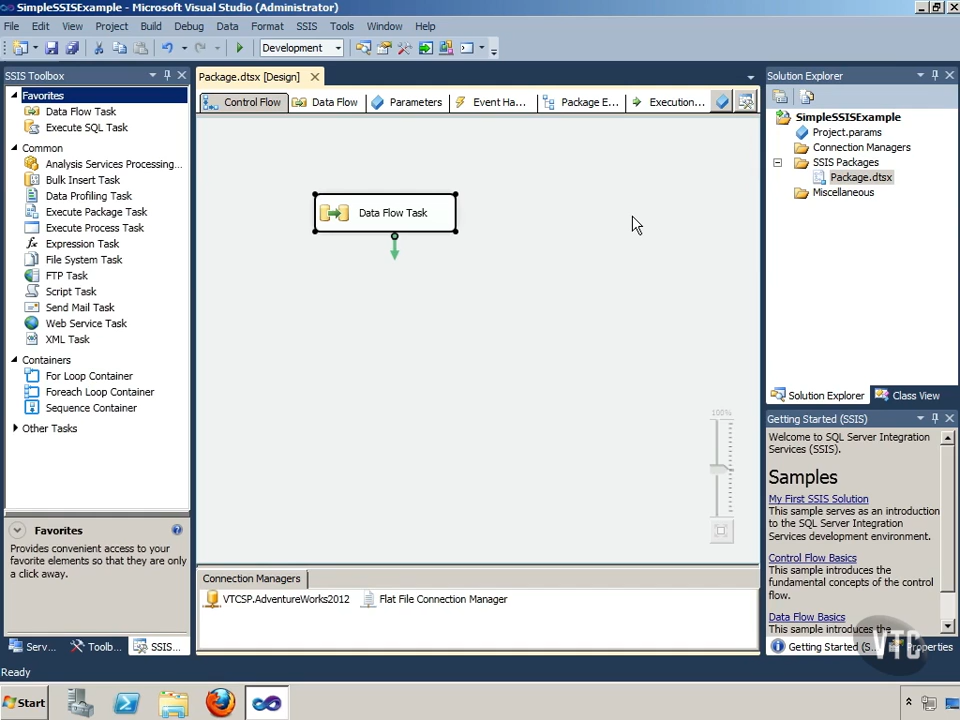 SimpleSSISExample - Microsoft Visual Studio (Administrator)
File Edit View Project Build Debug Data Format SSIS Tools Window Help
Development
SSIS Toolbox
Favorites
Data Flow Task
Execute SQL Task
Common
Analysis Services Processing...
Bulk Insert Task
Data Profiling Task
Execute Package Task
Execute Process Task
Expression Task
File System Task
FTP Task
Script Task
Send Mail Task
Web Service Task
XML Task
Containers
For Loop Container
Foreach Loop Container
Sequence Container
Other Tasks
Favorites
Provides convenient access to your
favorite elements so that they are only
a click away.
Serv... Toolb... SSIS...
Package.dtsx [Design]
Control Flow Data Flow Parameters Event Ha... Package E... Execution...
Data Flow Task
100%
Connection Managers
VTCSP.AdventureWorks2012 Flat File Connection Manager
Solution Explorer
SimpleSSISExample
Project.params
Connection Managers
SSIS Packages
Package.dtsx
Miscellaneous
Solution Explorer Class View
Getting Started (SSIS)
Welcome to SQL Server Integration
Services (SSIS).
Samples
My First SSIS Solution
This sample serves as an introduction
to the SQL Server Integration
Services development environment.
Control Flow Basics
This sample introduces the
fundamental concepts of the control
flow.
Data Flow Basics
This sample introduces the
Getting Started (S... Properties
VTC
Ready
Start